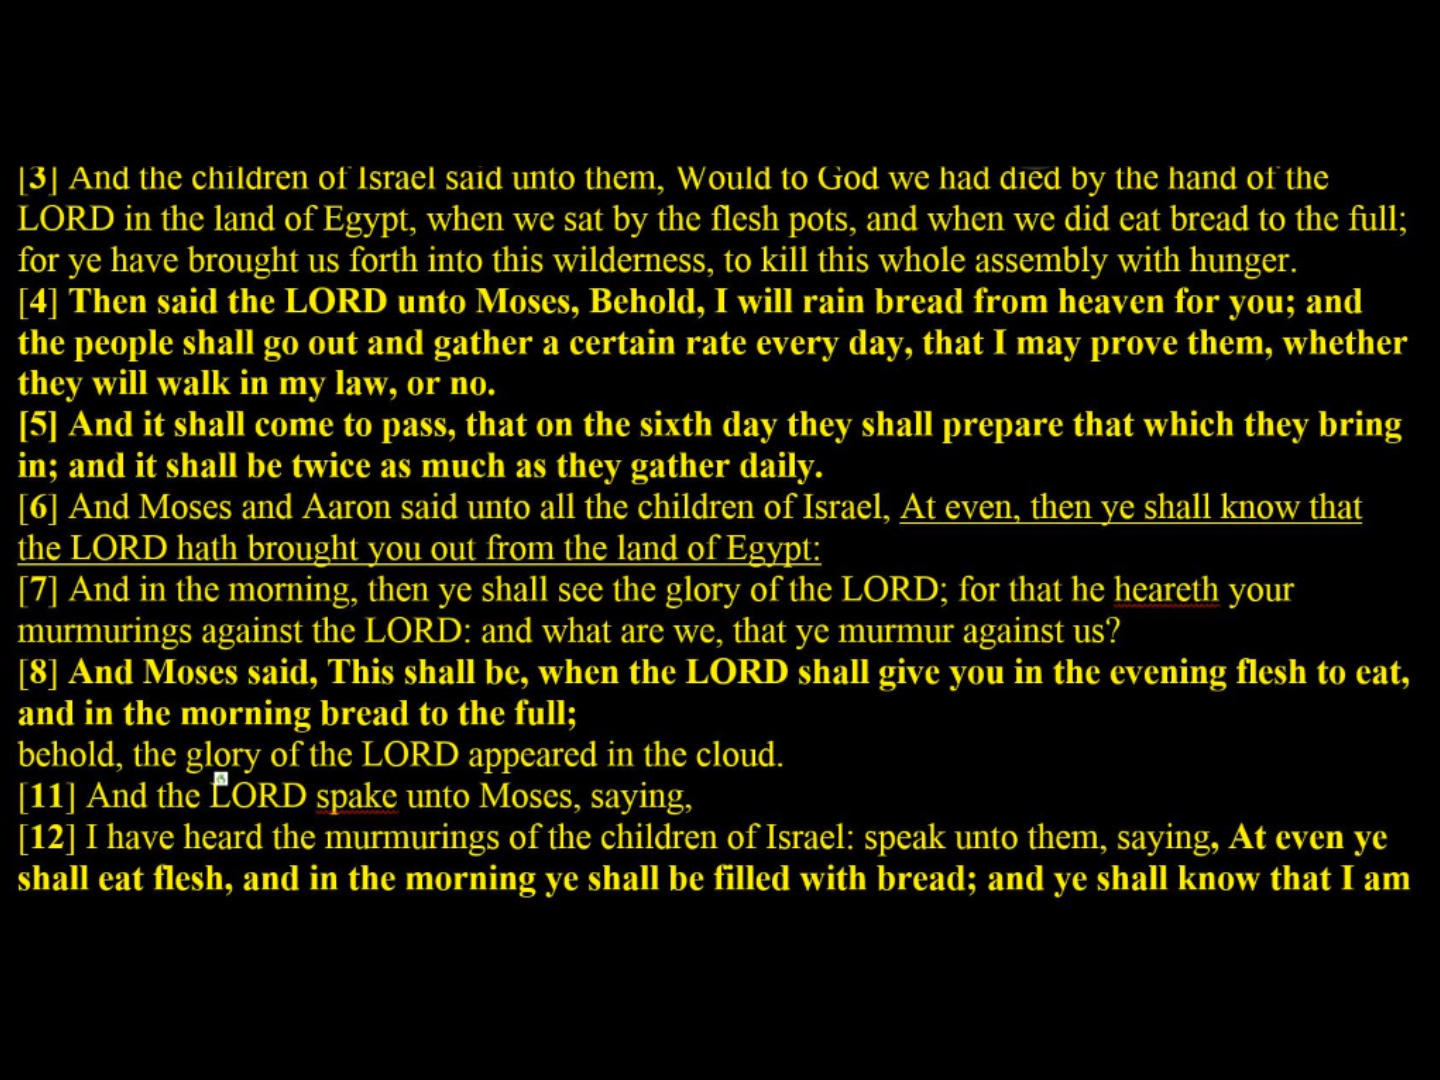 [3] And the children of Israel said unto them, Would to God we had died by the hand of the
LORD in the land of Egypt, when we sat by the flesh pots, and when we did eat bread to the full;
for ye have brought us forth into this wilderness, to kill this whole assembly with hunger.
[4] Then said the LORD unto Moses, Behold, I will rain bread from heaven for you; and
the people shall go out and gather a certain rate every day, that I may prove them, whether
they will walk in my law, or no.
[5] And it shall come to pass, that on the sixth day they shall prepare that which they bring
in; and it shall be twice as much as they gather daily.
[6] And Moses and Aaron said unto all the children of Israel, At even, then ye shall know that
the LORD hath brought you out from the land of Egypt:
[7] And in the morning, then ye shall see the glory of the LORD; for that he heareth your
murmurings against the LORD: and what are we, that ye murmur against us?
[8] And Moses said, This shall be, when the LORD shall give you in the evening flesh to eat,
and in the morning bread to the full;
behold, the glory of the LORD appeared in the cloud.
[11] And the LORD spake unto Moses, saying,
[12] I have heard the murmurings of the children of Israel: speak unto them, saying, At even ye
shall eat flesh, and in the morning ye shall be filled with bread; and ye shall know that I am